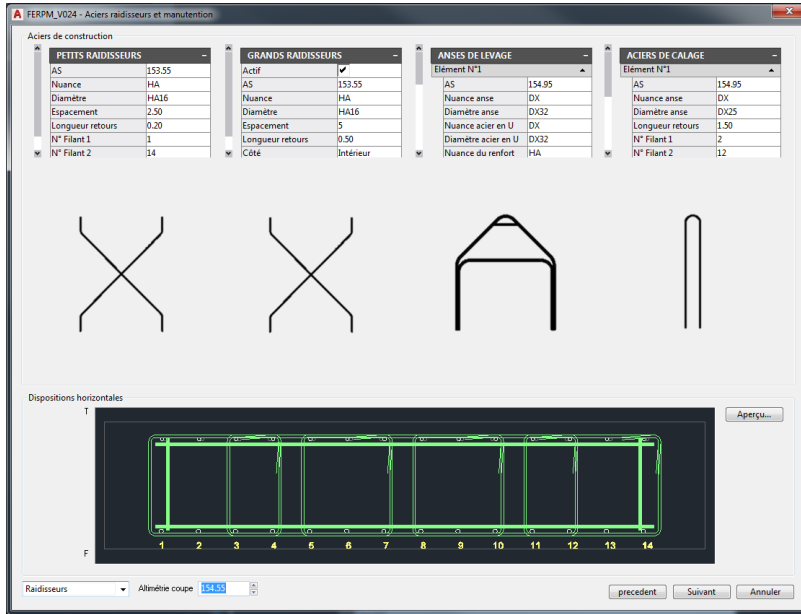 FERPM_V024 - Aciers raidisseurs et manutention
Aciers de construction
PETITS RAIDISSEURS
AS 153.55
Nuance HA
Diamètre HA16
Espacement 2.50
Longueur retours 0.20
N° Filant 1 1
N° Filant 2 14
GRANDS RAIDISSEURS
Actif
AS 153.55
Nuance HA
Diamètre HA16
Espacement 5
Longueur retours 0.50
Côté Intérieur
ANSES DE LEVAGE
Elément N°1
AS 154.95
Nuance anse DX
Diamètre anse DX32
Nuance acier en U DX
Diamètre acier en U DX32
Nuance du renfort HA
ACIERS DE CALAGE
Elément N°1
AS 154.95
Nuance anse DX
Diamètre anse DX25
Longueur retours 1.50
N° Filant 1 2
N° Filant 2 12
Dispositions horizontales
T
Aperçu...
1 2 3 4 5 6 7 8 9 10 11 12 13 14
F
Raidisseurs
Altimétrie coupe 154.55
precedent
Suivant
Annuler